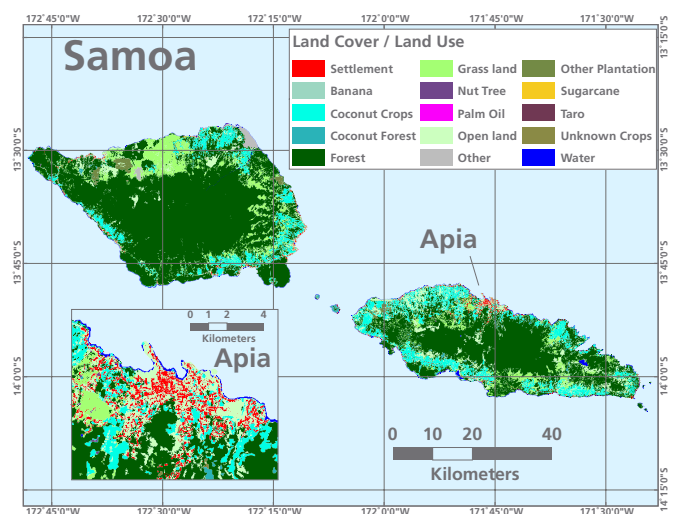 172°45'0"W 172°30'0"W 172°15'0"W 172°0'0"W 171°45'0"W 171°30'0"W
Samoa
Land Cover / Land Use
Settlement Grass land Other Plantation
Banana Nut Tree Sugarcane
Coconut Crops Palm Oil Taro
Coconut Forest Open land Unknown Crops
Forest Other Water
13°15'0"S
13°30'0"S 13°30'0"S
Apia
13°45'0"S 13°45'0"S
0 1 2 4
Kilometers
Apia
14°0'0"S 14°0'0"S
0 10 20 40
Kilometers
14°15'0"S
172°45'0"W 172°30'0"W 172°15'0"W 172°0'0"W 171°45'0"W 171°30'0"W